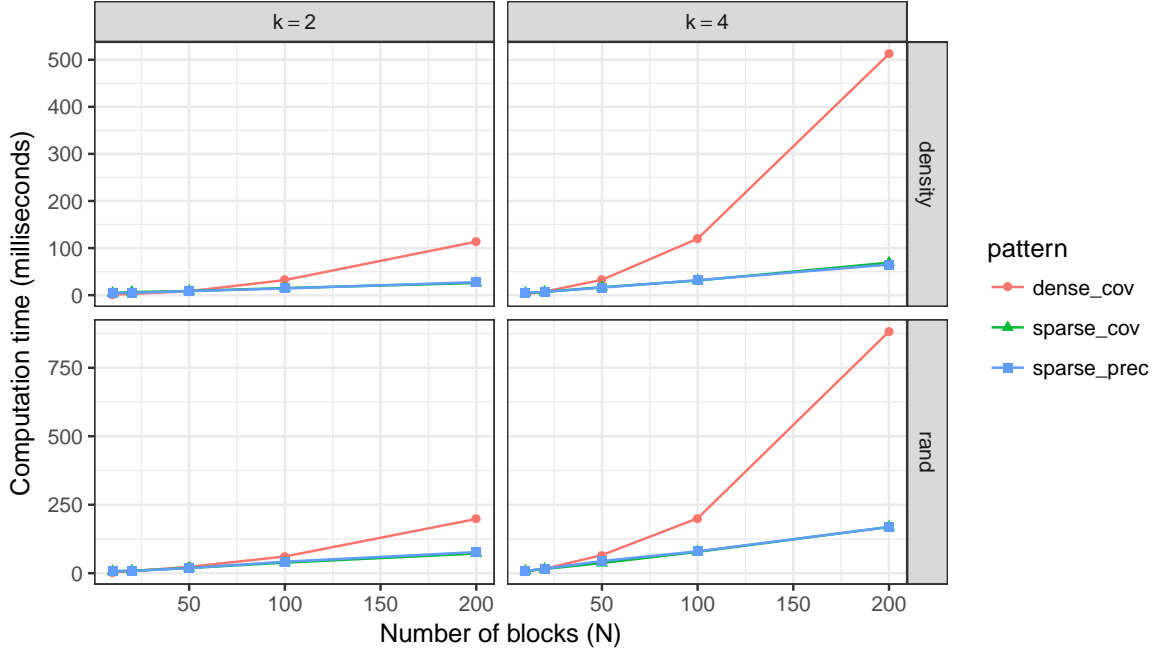 k = 2
k = 4
500
400
300
200
100
0
density
750
500
250
0
rand
50
100
150
200
50
100
150
200
Number of blocks (N)
Computation time (milliseconds)
pattern
dense_cov
sparse_cov
sparse_prec